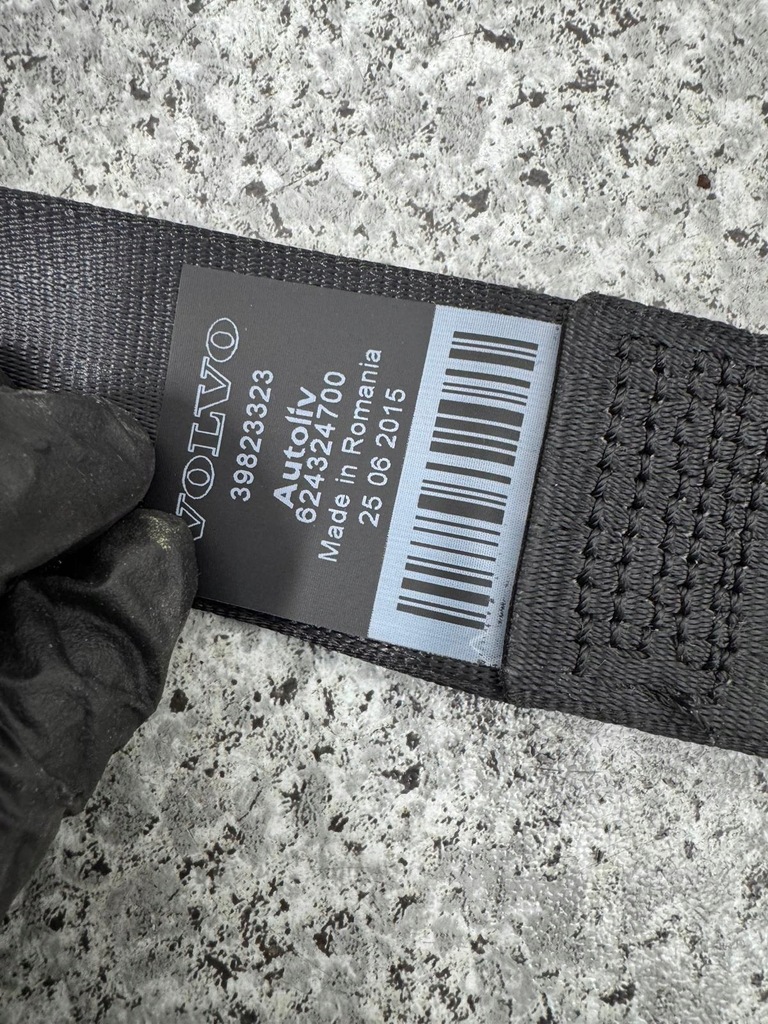 VOLVO
39823323
Autoliv
624324700
Made in Romania
25 06 2015